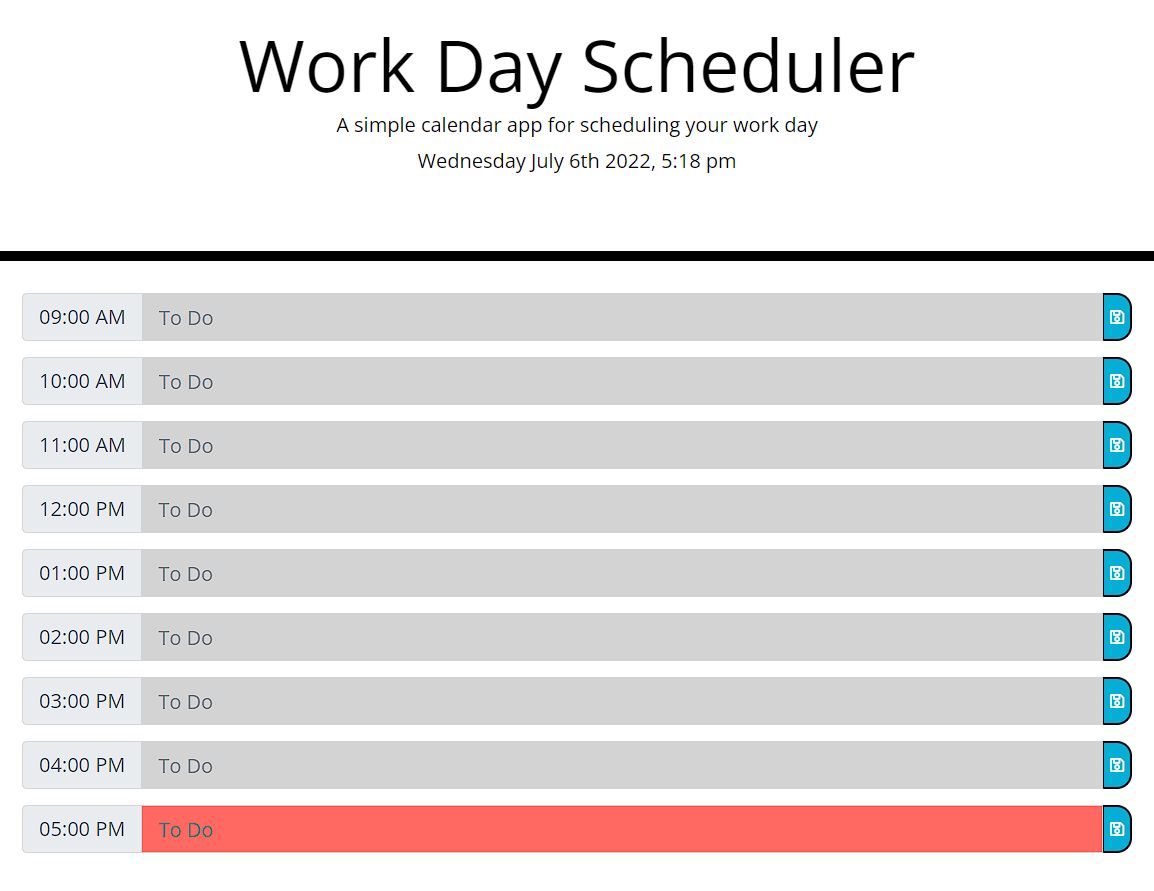 Work Day Scheduler
A simple calendar app for scheduling your work day
Wednesday July 6th 2022, 5:18 pm
09:00 AM To Do
10:00 AM To Do
11:00 AM To Do
12:00 PM To Do
01:00 PM To Do
02:00 PM To Do
03:00 PM To Do
04:00 PM To Do
05:00 PM To Do